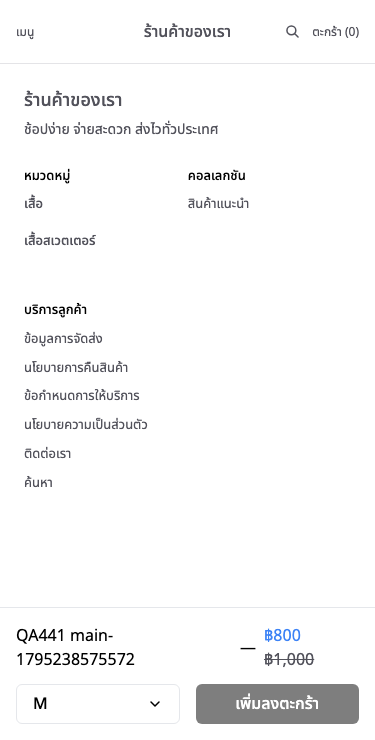 เมนู
ร้านค้าของเรา
ตะกร้า (0)
ร้านค้าของเรา
ช้อปง่าย จ่ายสะดวก ส่งไวทั่วประเทศ
หมวดหมู่
คอลเลกชัน
เสื้อ
สินค้าแนะนำ
เสื้อสเวตเตอร์
บริการลูกค้า
ข้อมูลการจัดส่ง
นโยบายการคืนสินค้า
ข้อกำหนดการให้บริการ
นโยบายความเป็นส่วนตัว
ติดต่อเรา
ค้นหา
QA441 main-
1795238575572
—
฿800
฿1,000
M
เพิ่มลงตะกร้า